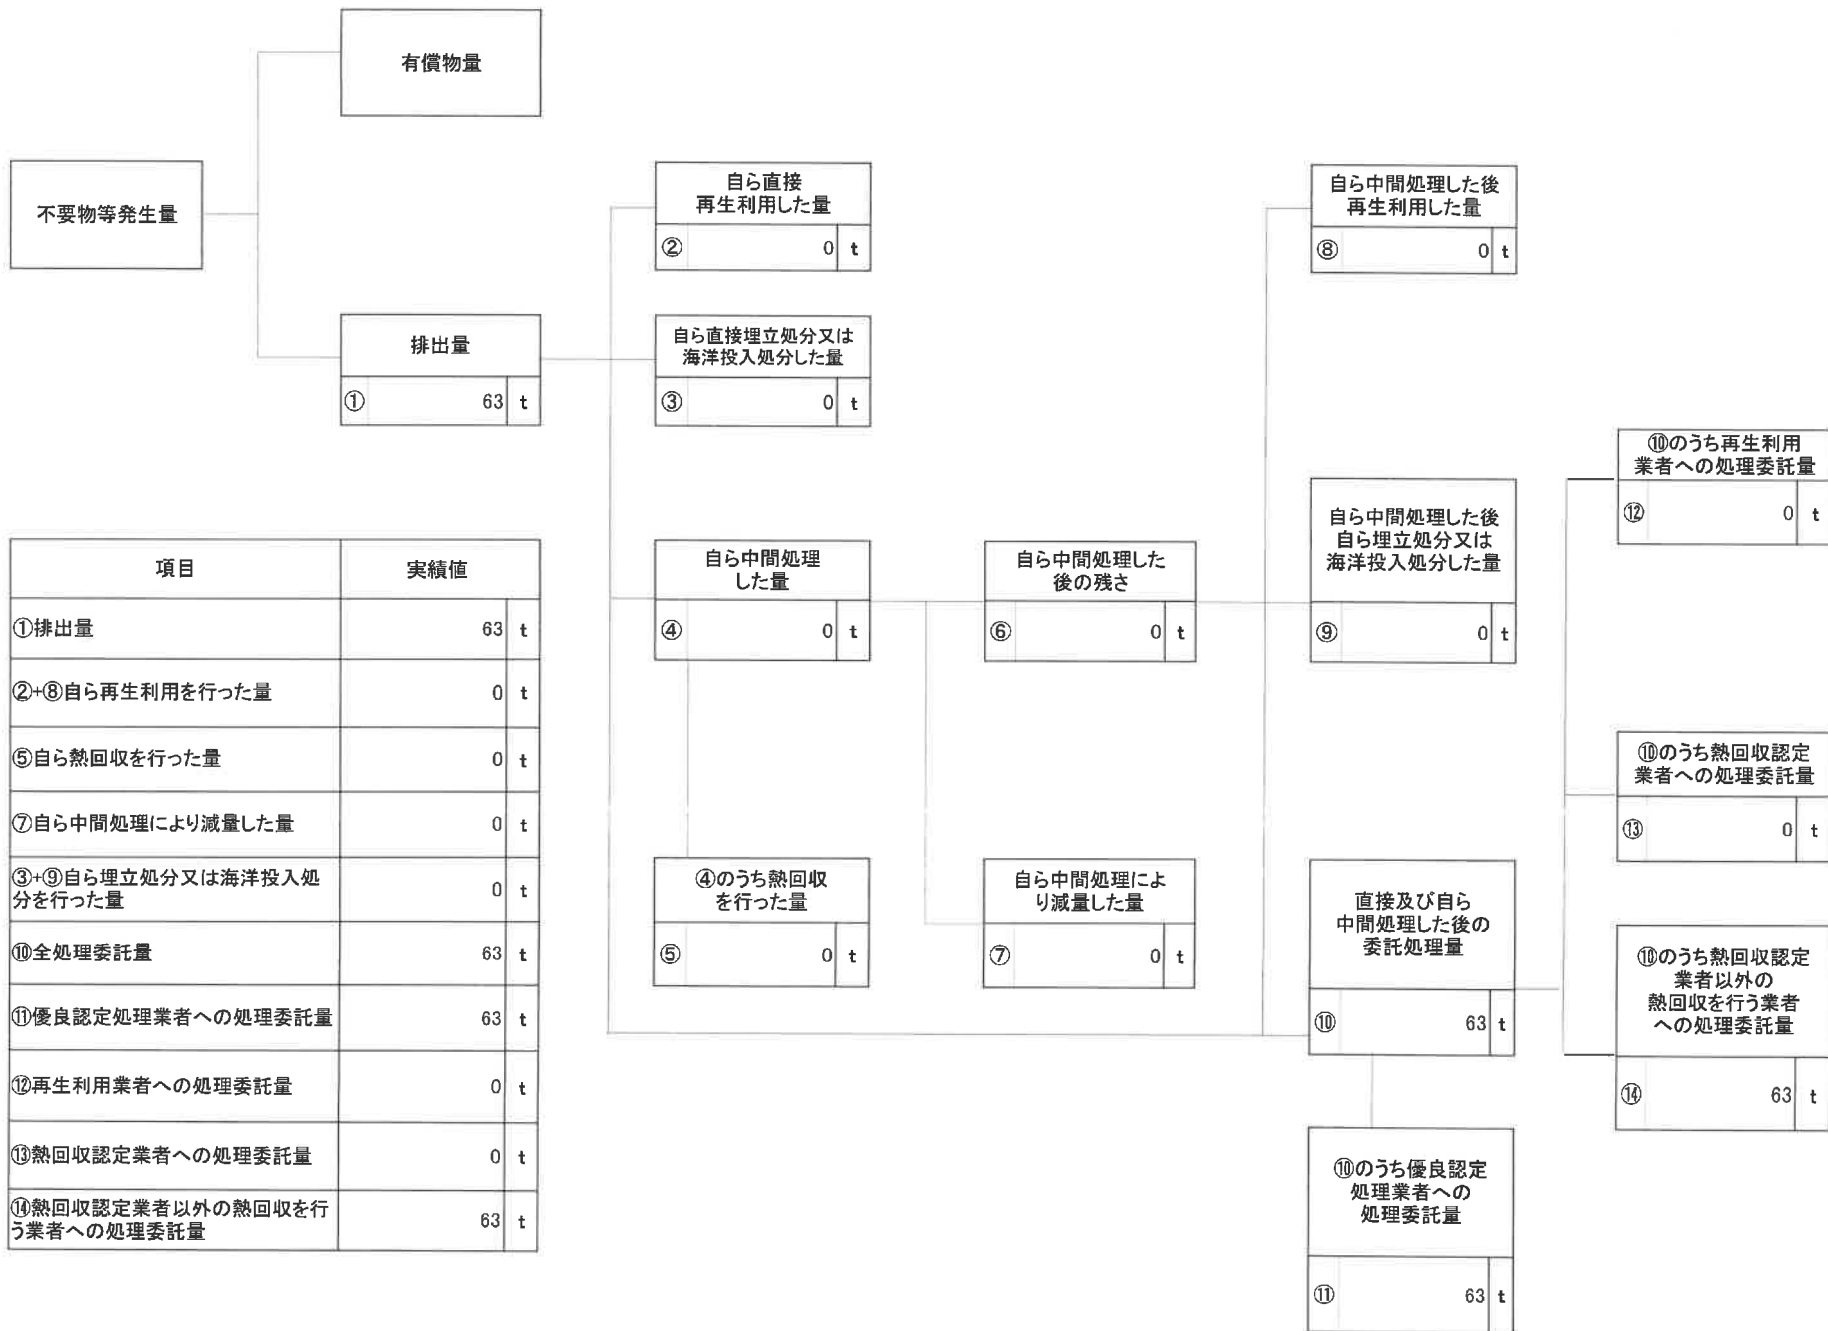 有償物量
不要物等発生量
排出量
① 63 t
自ら直接
再生利用した量
② 0 t
自ら直接埋立処分又は
海洋投入処分した量
③ 0 t
自ら中間処理
した量
④ 0 t
④のうち熱回収
を行った量
⑤ 0 t
自ら中間処理した
後の残さ
⑥ 0 t
自ら中間処理によ
り減量した量
⑦ 0 t
自ら中間処理した後
再生利用した量
⑧ 0 t
自ら中間処理した後
自ら埋立処分又は
海洋投入処分した量
⑨ 0 t
直接及び自ら
中間処理した後の
委託処理量
⑩ 63 t
⑩のうち優良認定
処理業者への
処理委託量
⑪ 63 t
⑩のうち再生利用
業者への処理委託量
⑫ 0 t
⑩のうち熱回収認定
業者への処理委託量
⑬ 0 t
⑩のうち熱回収認定
業者以外の
熱回収を行う業者
への処理委託量
⑭ 63 t
項目 実績値
①排出量 63 t
②+⑧自ら再生利用を行った量 0 t
⑤自ら熱回収を行った量 0 t
⑦自ら中間処理により減量した量 0 t
③+⑨自ら埋立処分又は海洋投入処
分を行った量 0 t
⑩全処理委託量 63 t
⑪優良認定処理業者への処理委託量 63 t
⑫再生利用業者への処理委託量 0 t
⑬熱回収認定業者への処理委託量 0 t
⑭熱回収認定業者以外の熱回収を行
う業者への処理委託量 63 t